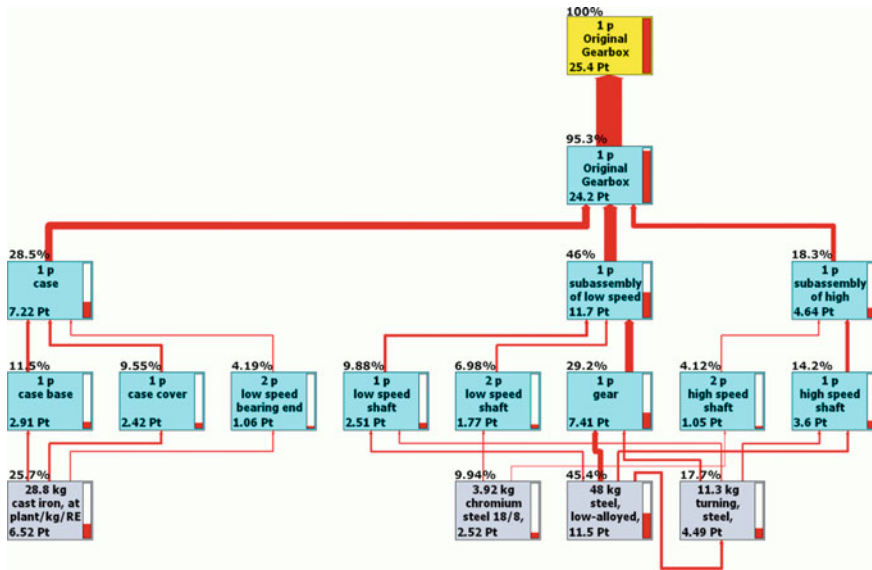 100%
1 p
Original
Gearbox
25.4 Pt
95.3%
1 p
Original
Gearbox
24.2 Pt
28.5%
1 p
case
7.22 Pt
46%
1 p
subassembly
of low speed
11.7 Pt
18.3%
1 p
subassembly
of high
4.64 Pt
11.5%
1 p
case base
2.91 Pt
9.55%
1 p
case cover
2.42 Pt
4.19%
2 p
low speed
bearing end
1.06 Pt
9.88%
1 p
low speed
shaft
2.51 Pt
6.98%
2 p
low speed
shaft
1.77 Pt
29.2%
1 p
gear
7.41 Pt
4.12%
2 p
high speed
shaft
1.05 Pt
14.2%
1 p
high speed
shaft
3.6 Pt
25.7%
28.8 kg
cast iron, at
plant/kg/RE
6.52 Pt
9.94%
3.92 kg
chromium
steel 18/8,
2.52 Pt
45.4%
48 kg
steel,
low-alloyed,
11.5 Pt
17.7%
11.3 kg
turning,
steel,
4.49 Pt